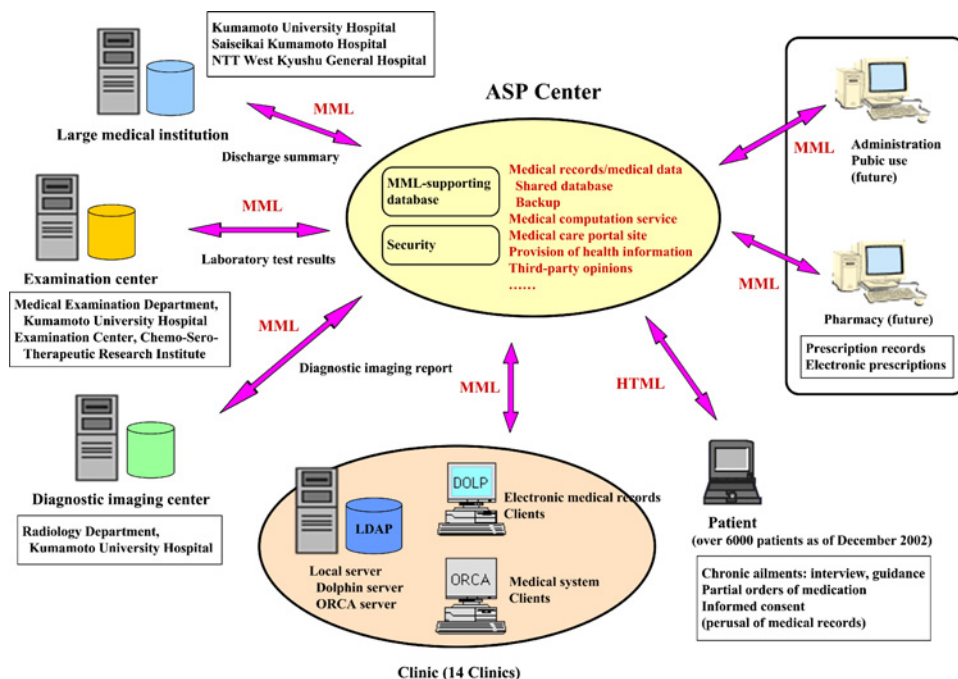 Kumamoto University Hospital
Saiseikai Kumamoto Hospital
NTT West Kyushu General Hospital
Large medical institution
MML
Discharge summary
ASP Center
MML-supporting
database
Security
Medical records/medical data
Shared database
Backup
Medical computation service
Medical care portal site
Provision of health information
Third-party opinions
......
MML
Administration
Pubic use
(future)
MML
Pharmacy (future)
Prescription records
Electronic prescriptions
MML
Laboratory test results
Examination center
Medical Examination Department,
Kumamoto University Hospital
Examination Center, Chemo-Sero-
Therapeutic Research Institute
MML
Diagnostic imaging report
Diagnostic imaging center
Radiology Department,
Kumamoto University Hospital
MML
HTML
LDAP
Local server
Dolphin server
ORCA server
DOLP
Electronic medical records
Clients
ORCA
Medical system
Clients
Clinic (14 Clinics)
Patient
(over 6000 patients as of December 2002)
Chronic ailments: interview, guidance
Partial orders of medication
Informed consent
(perusal of medical records)